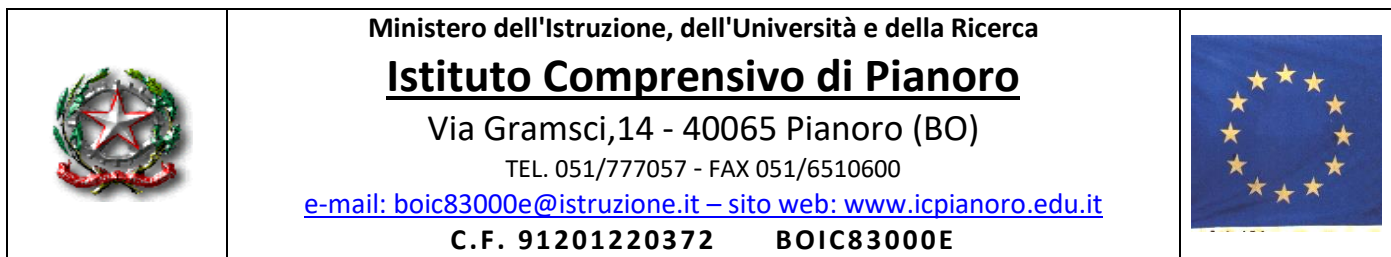 Ministero dell'Istruzione, dell'Università e della Ricerca
Istituto Comprensivo di Pianoro
Via Gramsci,14 - 40065 Pianoro (BO)
TEL. 051/777057 - FAX 051/6510600
e-mail: boic83000e@istruzione.it – sito web: www.icpianoro.edu.it
C.F. 91201220372 BOIC83000E